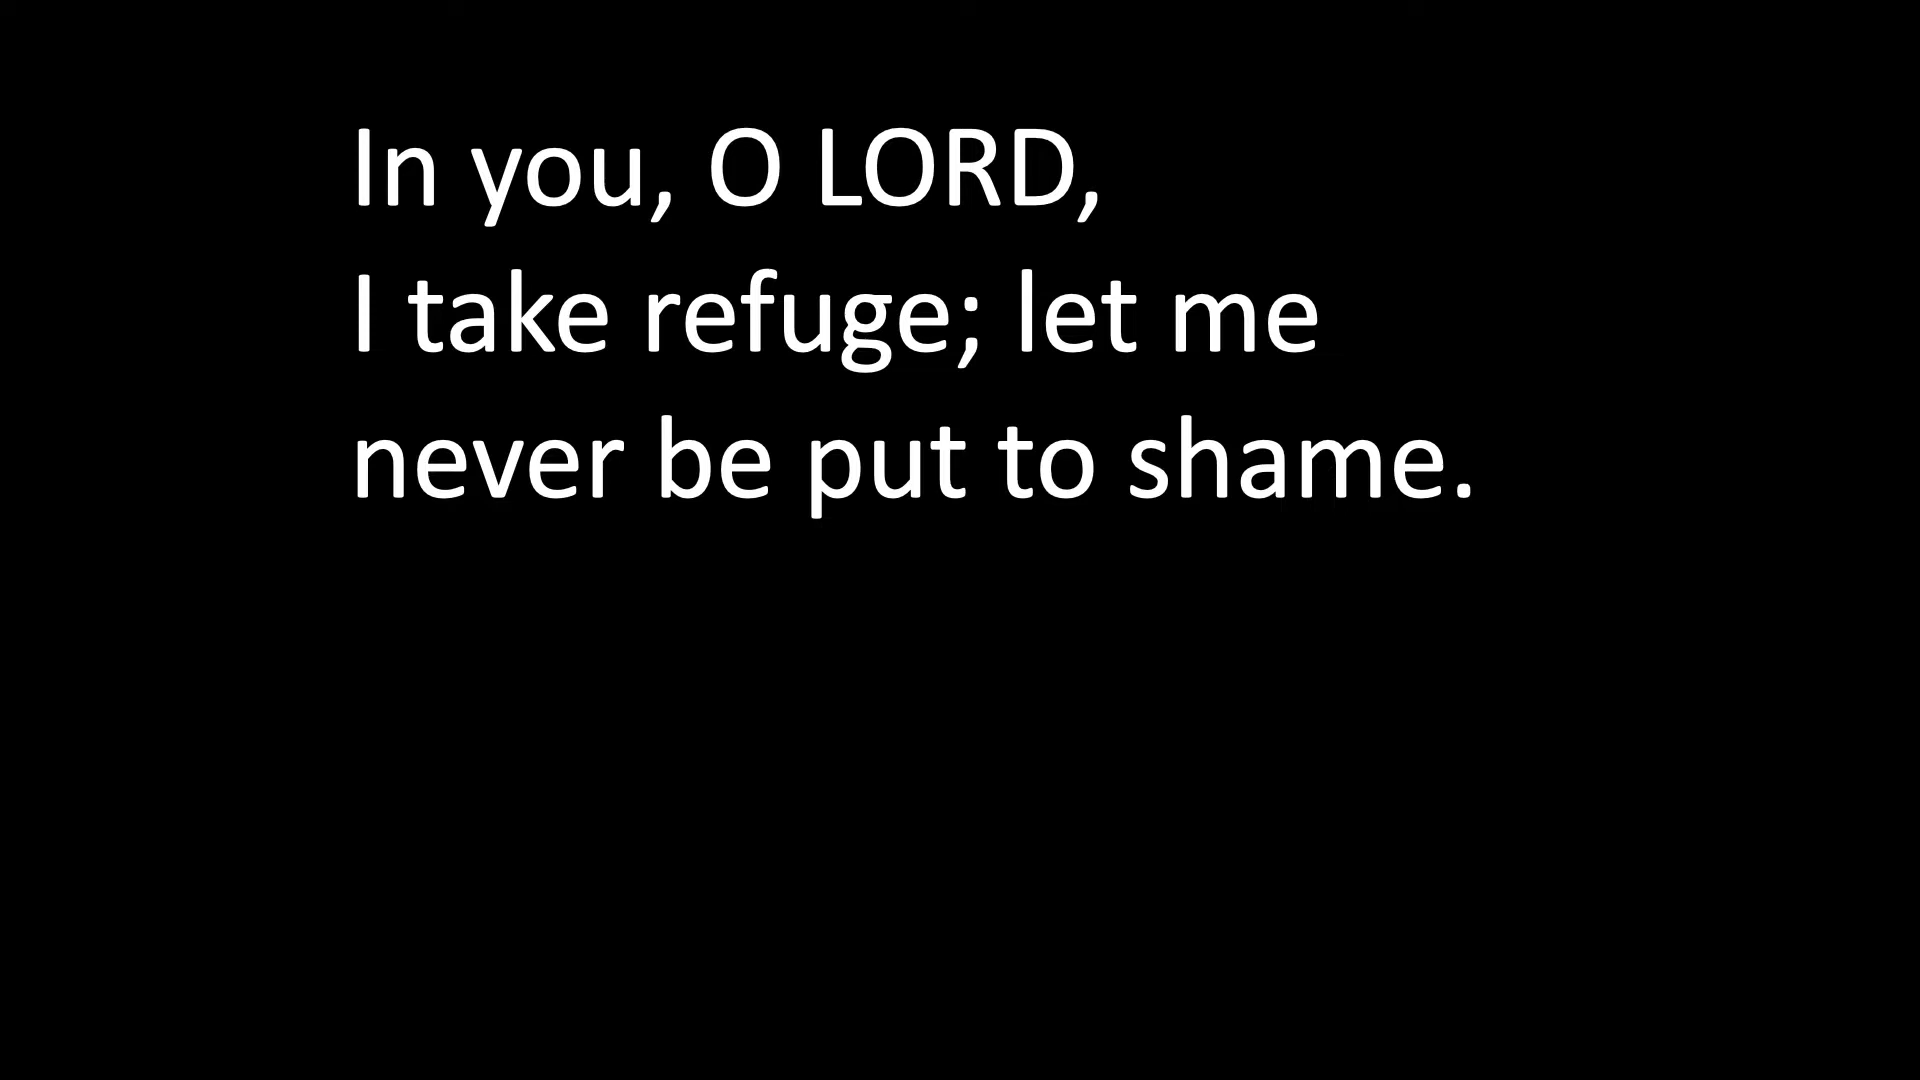 In you, O LORD,
I take refuge; let me
never be put to shame.